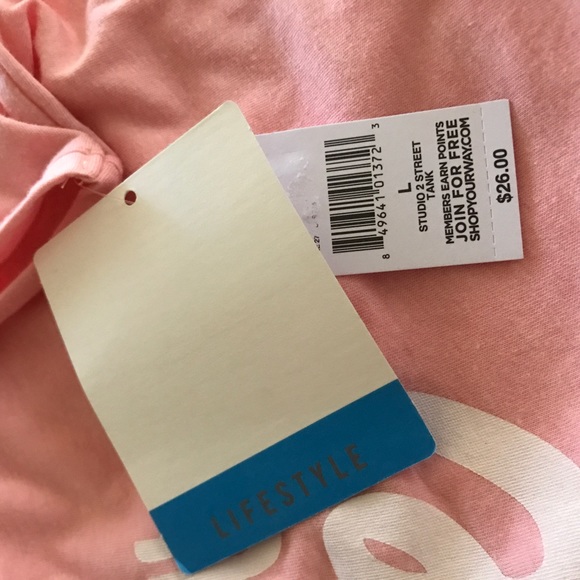 8 49641 01372 3
L
STUDIO 2 STREET
TANK
MEMBERS EARN POINTS
JOIN FOR FREE
SHOPYOURWAY.COM
$26.00
LIFESTYLE